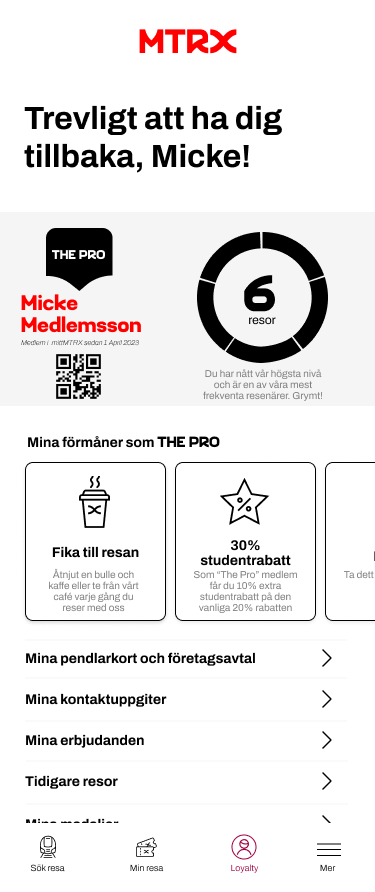 MTRX
Trevligt att ha dig
tillbaka, Micke!
THE PRO
Micke
Medlemsson
Medlem i mittMTRX sedan 1 April 2023
6
resor
Du har nått vår högsta nivå
och är en av våra mest
frekventa resenärer. Grymt!
Mina förmåner som THE PRO
Fika till resan
Åtnjut en bulle och
kaffe eller te från vårt
café varje gång du
reser med oss
30%
studentrabatt
Som “The Pro” medlem
får du 10% extra
studentrabatt på den
vanliga 20% rabatten
Ta dett
Mina pendlarkort och företagsavtal
Mina kontaktuppgiter
Mina erbjudanden
Tidigare resor
Mina medaljer
Sök resa
Min resa
Loyalty
Mer